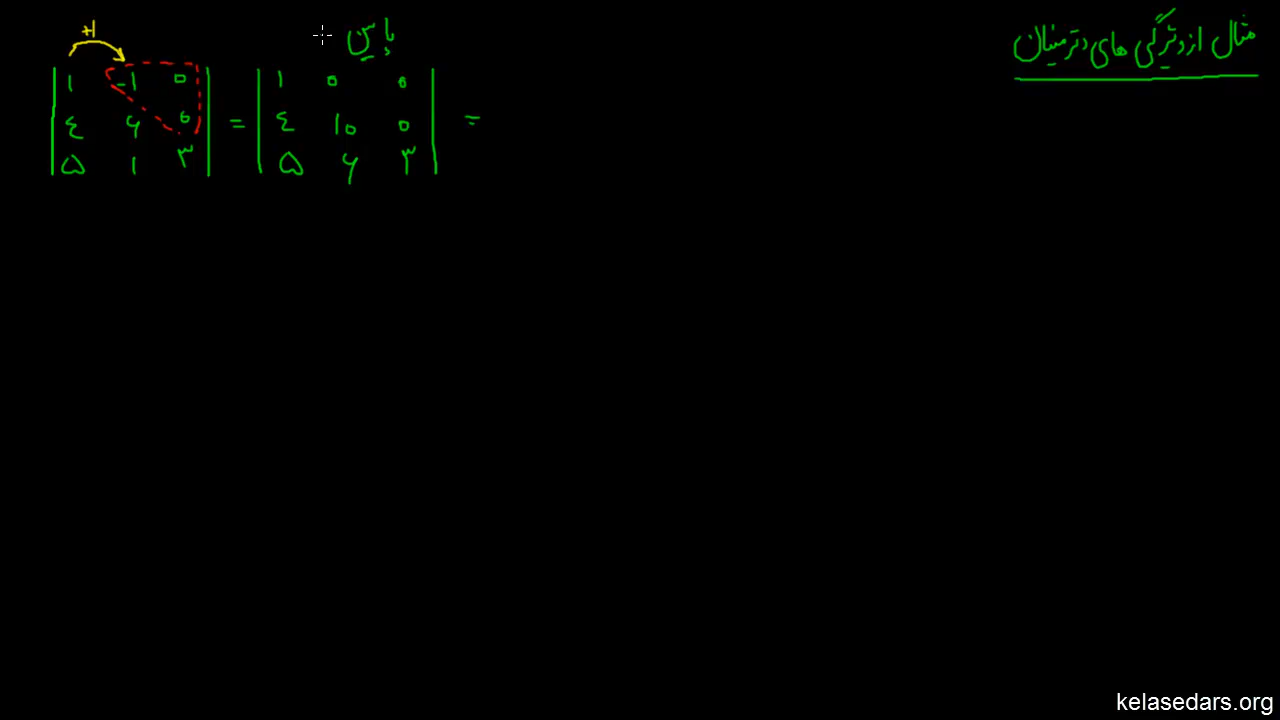 مثال از ویژگی های دترمینان
+1
پایین
| ۱ -۱ ۰ | = | ۱ ۰ ۰ | =
| ٤ ۶ ۰ | | ٤ ۱۰ ۰ |
| ۵ ۱ ۳ | | ۵ ۶ ۳ |
kelasedars.org